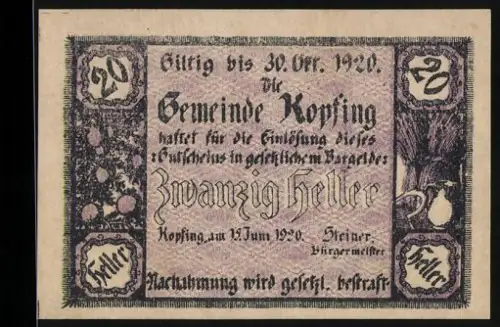 20
20
Giltig bis 30. Okt. 1920.
Die
Gemeinde Kopfing
haftet für die Einlösung dieses
:Gutscheins in gesetzlichem Bargelde:
Zwanzig Heller
Kopfing, am 15. Juni 1920. Steiner,
Bürgermeister
Heller
Heller
Nachahmung wird gesetzl. bestraft